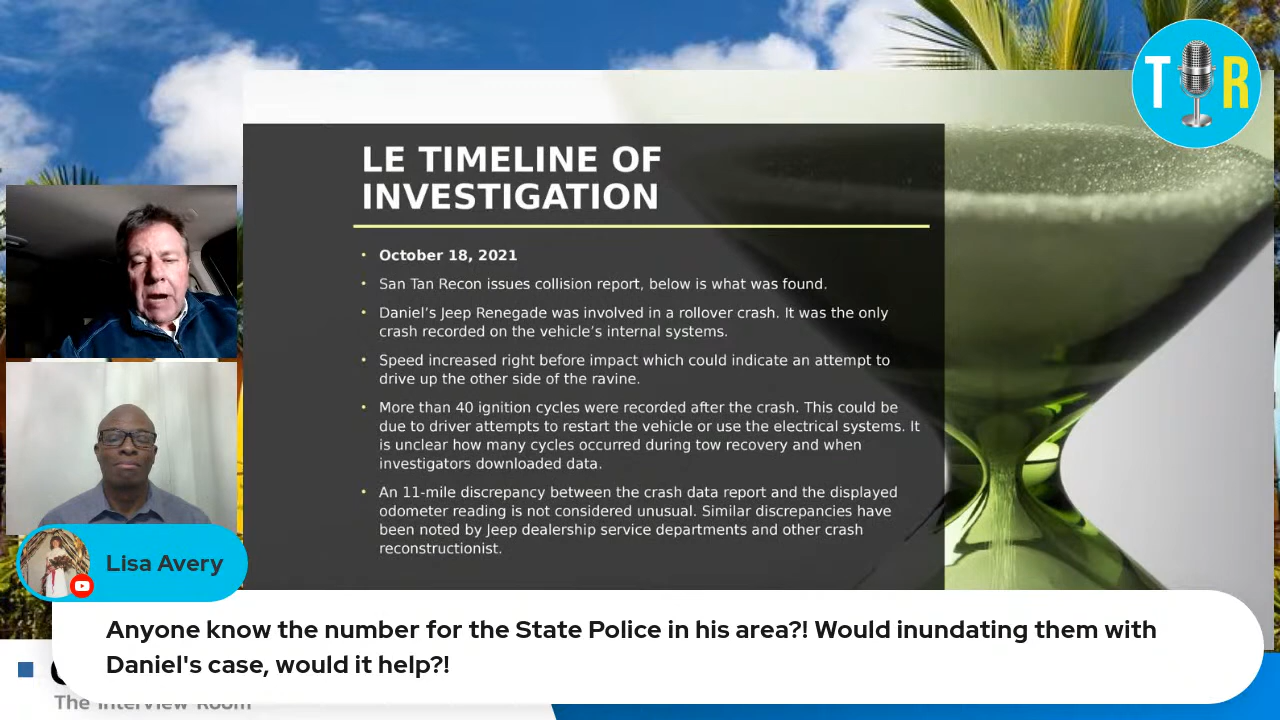 T R
LE TIMELINE OF
INVESTIGATION
• October 18, 2021
• San Tan Recon issues collision report, below is what was found.
• Daniel’s Jeep Renegade was involved in a rollover crash. It was the only
crash recorded on the vehicle’s internal systems.
• Speed increased right before impact which could indicate an attempt to
drive up the other side of the ravine.
• More than 40 ignition cycles were recorded after the crash. This could be
due to driver attempts to restart the vehicle or use the electrical systems. It
is unclear how many cycles occurred during tow recovery and when
investigators downloaded data.
• An 11-mile discrepancy between the crash data report and the displayed
odometer reading is not considered unusual. Similar discrepancies have
been noted by Jeep dealership service departments and other crash
reconstructionist.
Lisa Avery
Anyone know the number for the State Police in his area?! Would inundating them with
Daniel's case, would it help?!
The Interview Room